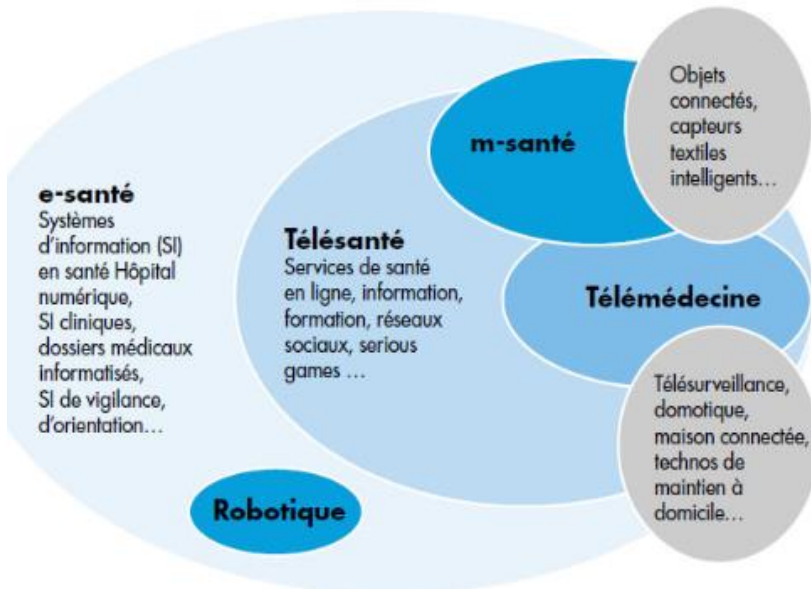 e-santé
Systèmes
d'information (SI)
en santé Hôpital
numérique,
SI cliniques,
dossiers médicaux
informatisés,
SI de vigilance,
d'orientation...
Télésanté
Services de santé
en ligne, information,
formation, réseaux
sociaux, serious
games ...
m-santé
Objets
connectés,
capteurs
textiles
intelligents...
Télémédecine
Télésurveillance,
domotique,
maison connectée,
technos de
maintien à
domicile...
Robotique